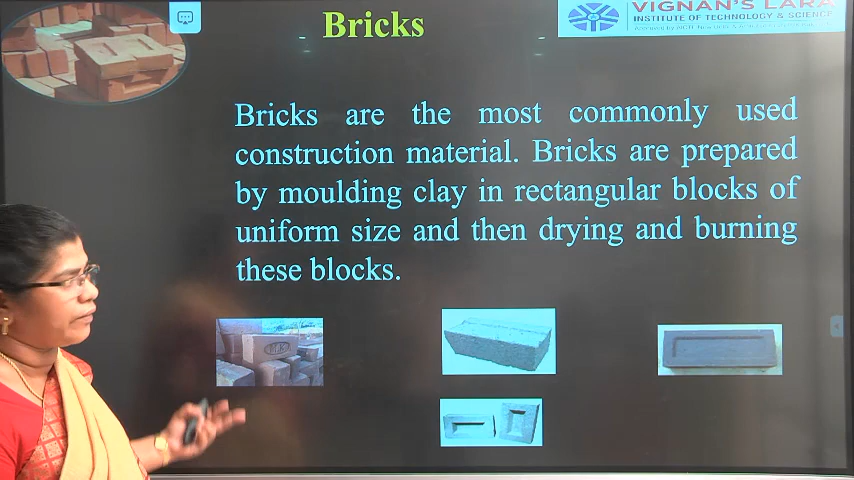 Bricks
VIGNAN'S LARA
INSTITUTE OF TECHNOLOGY & SCIENCE
Bricks are the most commonly used
construction material. Bricks are prepared
by moulding clay in rectangular blocks of
uniform size and then drying and burning
these blocks.